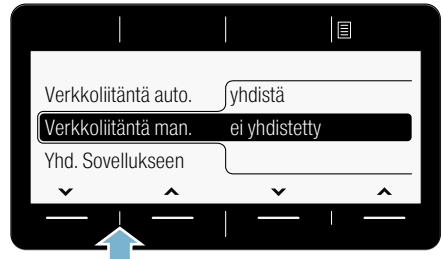 Verkkoliitäntä auto. yhdistä
Verkkoliitäntä man. ei yhdistetty
Yhd. Sovellukseen